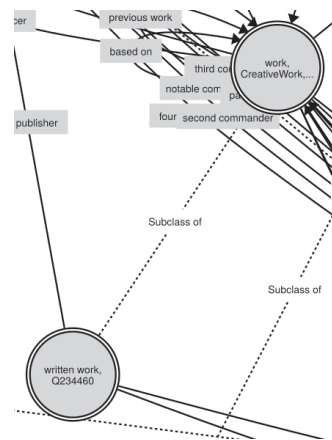 cer
previous work
based on
work,
CreativeWork,...
third co
notable com
pa
four
second commander
publisher
Subclass of
Subclass of
written work,
Q234460